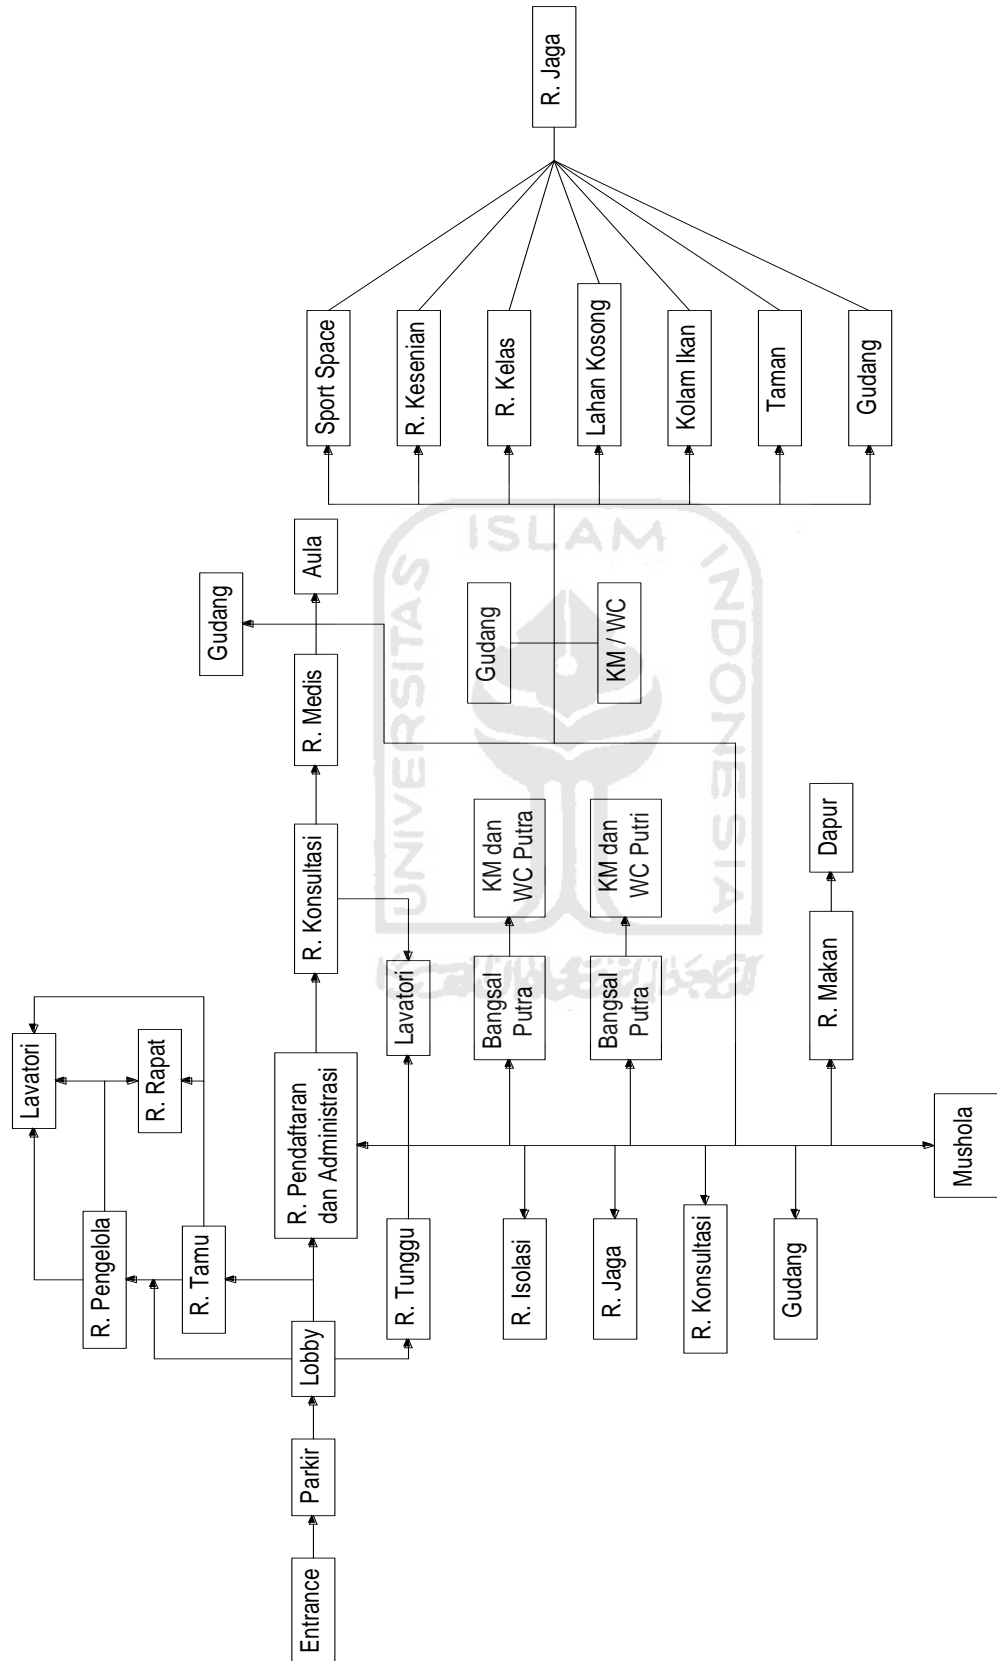 Entrance
Parkir
Lobby
R. Pengelola
R. Tamu
R. Tunggu
Lavatori
R. Rapat
R. Pendaftaran
dan Administrasi
Lavatori
R. Konsultasi
R. Medis
Gudang
Aula
R. Isolasi
R. Jaga
R. Konsultasi
Gudang
Mushola
Bangsal
Putra
KM dan
WC Putra
Bangsal
Putra
KM dan
WC Putri
R. Makan
Dapur
Gudang
KM / WC
Sport Space
R. Kesenian
R. Kelas
Lahan Kosong
Kolam Ikan
Taman
Gudang
R. Jaga
UNIVERSITAS
ISLAM
INDONESIA